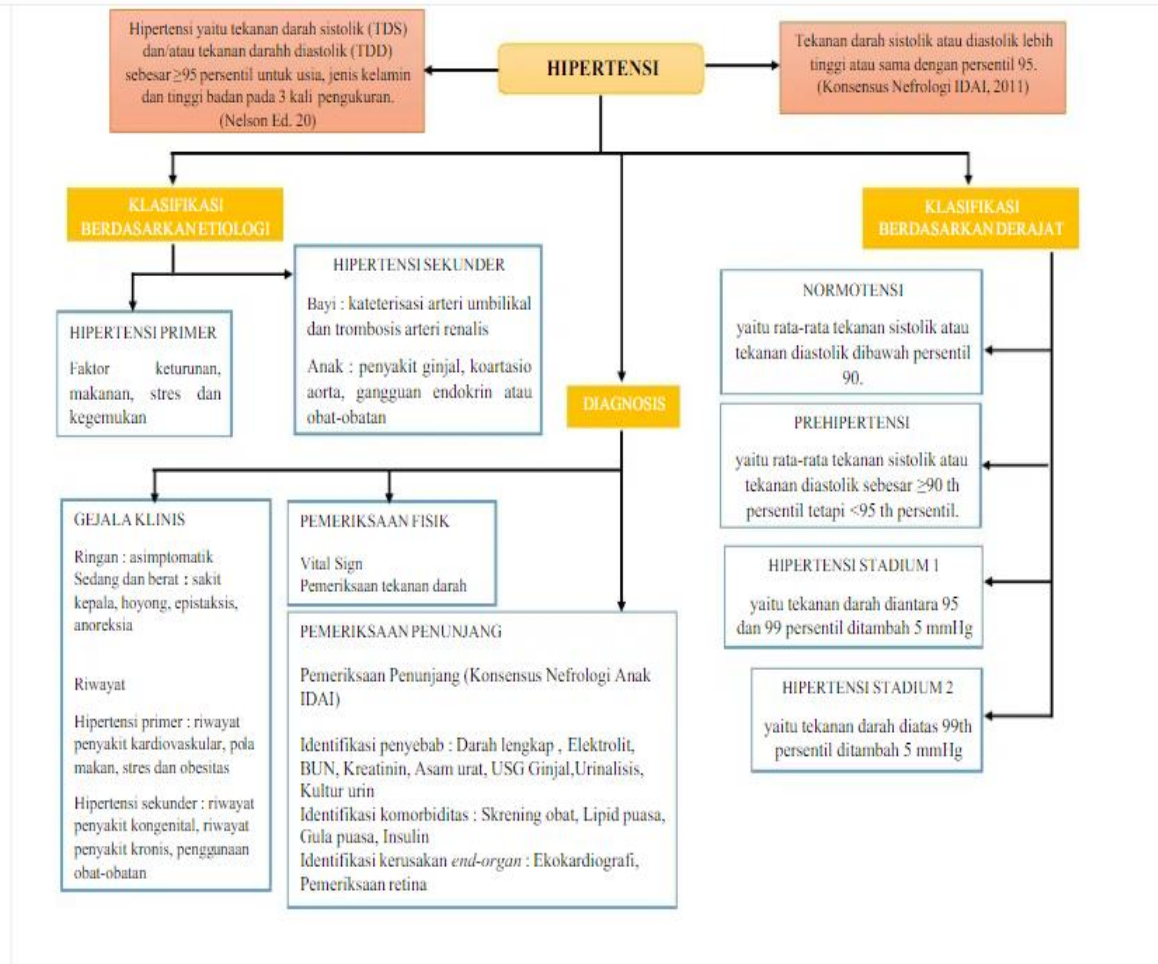 Hipertensi yaitu tekanan darah sistolik (TDS)
dan/atau tekanan darahh diastolik (TDD)
sebesar ≥95 persentil untuk usia, jenis kelamin
dan tinggi badan pada 3 kali pengukuran.
(Nelson Ed. 20)
HIPERTENSI
Tekanan darah sistolik atau diastolik lebih
tinggi atau sama dengan persentil 95.
(Konsensus Nefrologi IDAI, 2011)
KLASIFIKASI
BERDASARKAN ETIOLOGI
HIPERTENSI PRIMER
Faktor keturunan,
makanan, stres dan
kegemukan
HIPERTENSI SEKUNDER
Bayi : kateterisasi arteri umbilikal
dan trombosis arteri renalis
Anak : penyakit ginjal, koartasio
aorta, gangguan endokrin atau
obat-obatan
DIAGNOSIS
GEJALA KLINIS
Ringan : asimptomatik
Sedang dan berat : sakit
kepala, hoyong, epistaksis,
anoreksia
Riwayat
Hipertensi primer : riwayat
penyakit kardiovaskular, pola
makan, stres dan obesitas
Hipertensi sekunder : riwayat
penyakit kongenital, riwayat
penyakit kronis, penggunaan
obat-obatan
PEMERIKSAAN FISIK
Vital Sign
Pemeriksaan tekanan darah
PEMERIKSAAN PENUNJANG
Pemeriksaan Penunjang (Konsensus Nefrologi Anak
IDAI)
Identifikasi penyebab : Darah lengkap , Elektrolit,
BUN, Kreatinin, Asam urat, USG Ginjal,Urinalisis,
Kultur urin
Identifikasi komorbiditas : Skrening obat, Lipid puasa,
Gula puasa, Insulin
Identifikasi kerusakan end-organ : Ekokardiografi,
Pemeriksaan retina
KLASIFIKASI
BERDASARKAN DERAJAT
NORMOTENSI
yaitu rata-rata tekanan sistolik atau
tekanan diastolik dibawah persentil
90.
PREHIPERTENSI
yaitu rata-rata tekanan sistolik atau
tekanan diastolik sebesar ≥90 th
persentil tetapi <95 th persentil.
HIPERTENSI STADIUM 1
yaitu tekanan darah diantara 95
dan 99 persentil ditambah 5 mmHg
HIPERTENSI STADIUM 2
yaitu tekanan darah diatas 99th
persentil ditambah 5 mmHg